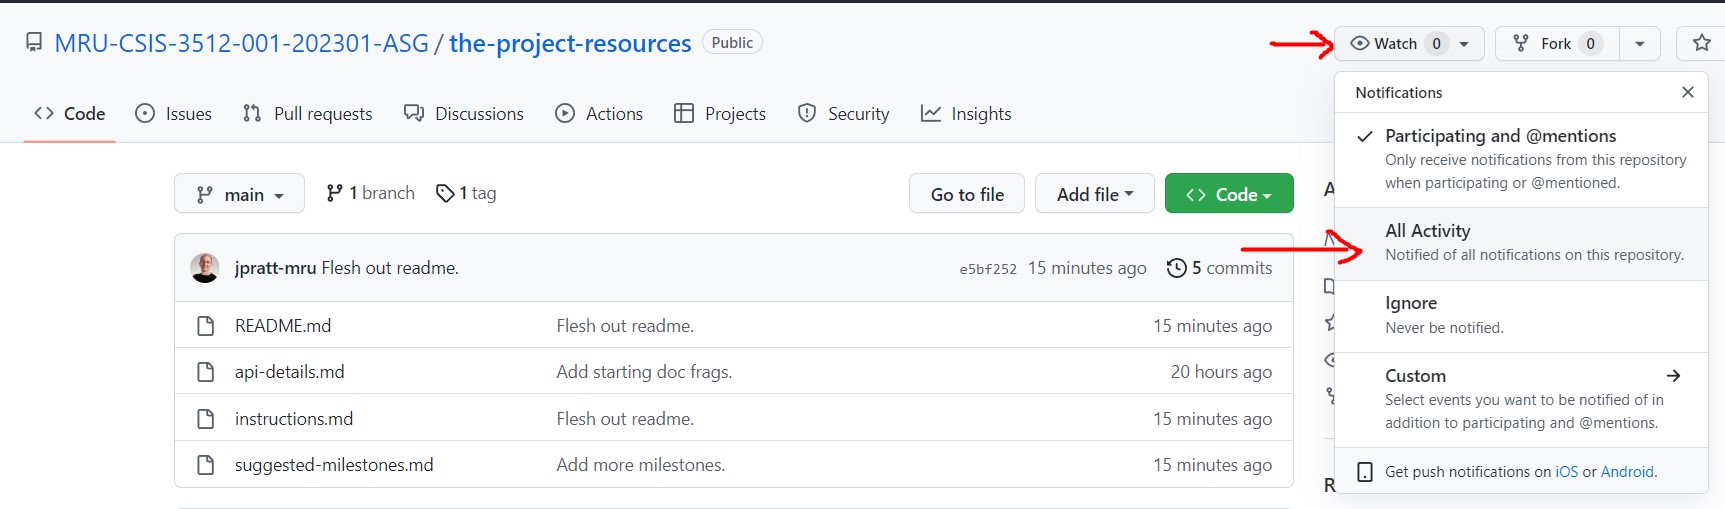 MRU-CSIS-3512-001-202301-ASG / the-project-resources Public
Watch 0 Fork 0
Code Issues Pull requests Discussions Actions Projects Security Insights
main 1 branch 1 tag Go to file Add file Code
jpratt-mru Flesh out readme. e5bf252 15 minutes ago 5 commits
README.md Flesh out readme. 15 minutes ago
api-details.md Add starting doc frags. 20 hours ago
instructions.md Flesh out readme. 15 minutes ago
suggested-milestones.md Add more milestones. 15 minutes ago
Notifications
Participating and @mentions
Only receive notifications from this repository
when participating or @mentioned.
All Activity
Notified of all notifications on this repository.
Ignore
Never be notified.
Custom
Select events you want to be notified of in
addition to participating and @mentions.
Get push notifications on iOS or Android.